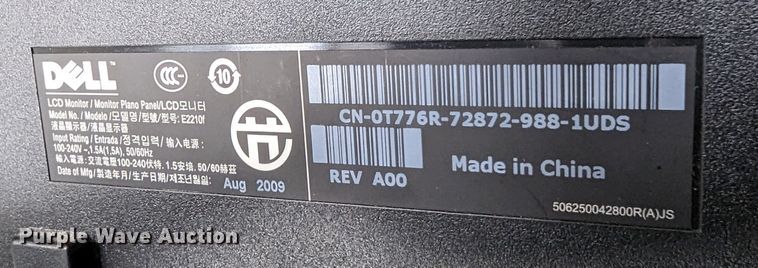 DELL
LCD Monitor / Monitor Plano Panel/LCD모니터
Model No. / Modelo / 모델명/型號/型号: E2210f
液晶顯示器/液晶显示器
Input Rating / Entrada / 정격입력/ 输入电源:
100-240V ~,1.5A(1,5A), 50/60Hz
輸入電源: 交流電壓100-240伏特, 1.5安培, 50/60赫茲
Date of Mfg/製造年月/生产日期/제조년월일:
Aug 2009
10
CN-0T776R-72872-988-1UDS
REV A00
Made in China
506250042800R(A)JS
Purple Wave Auction